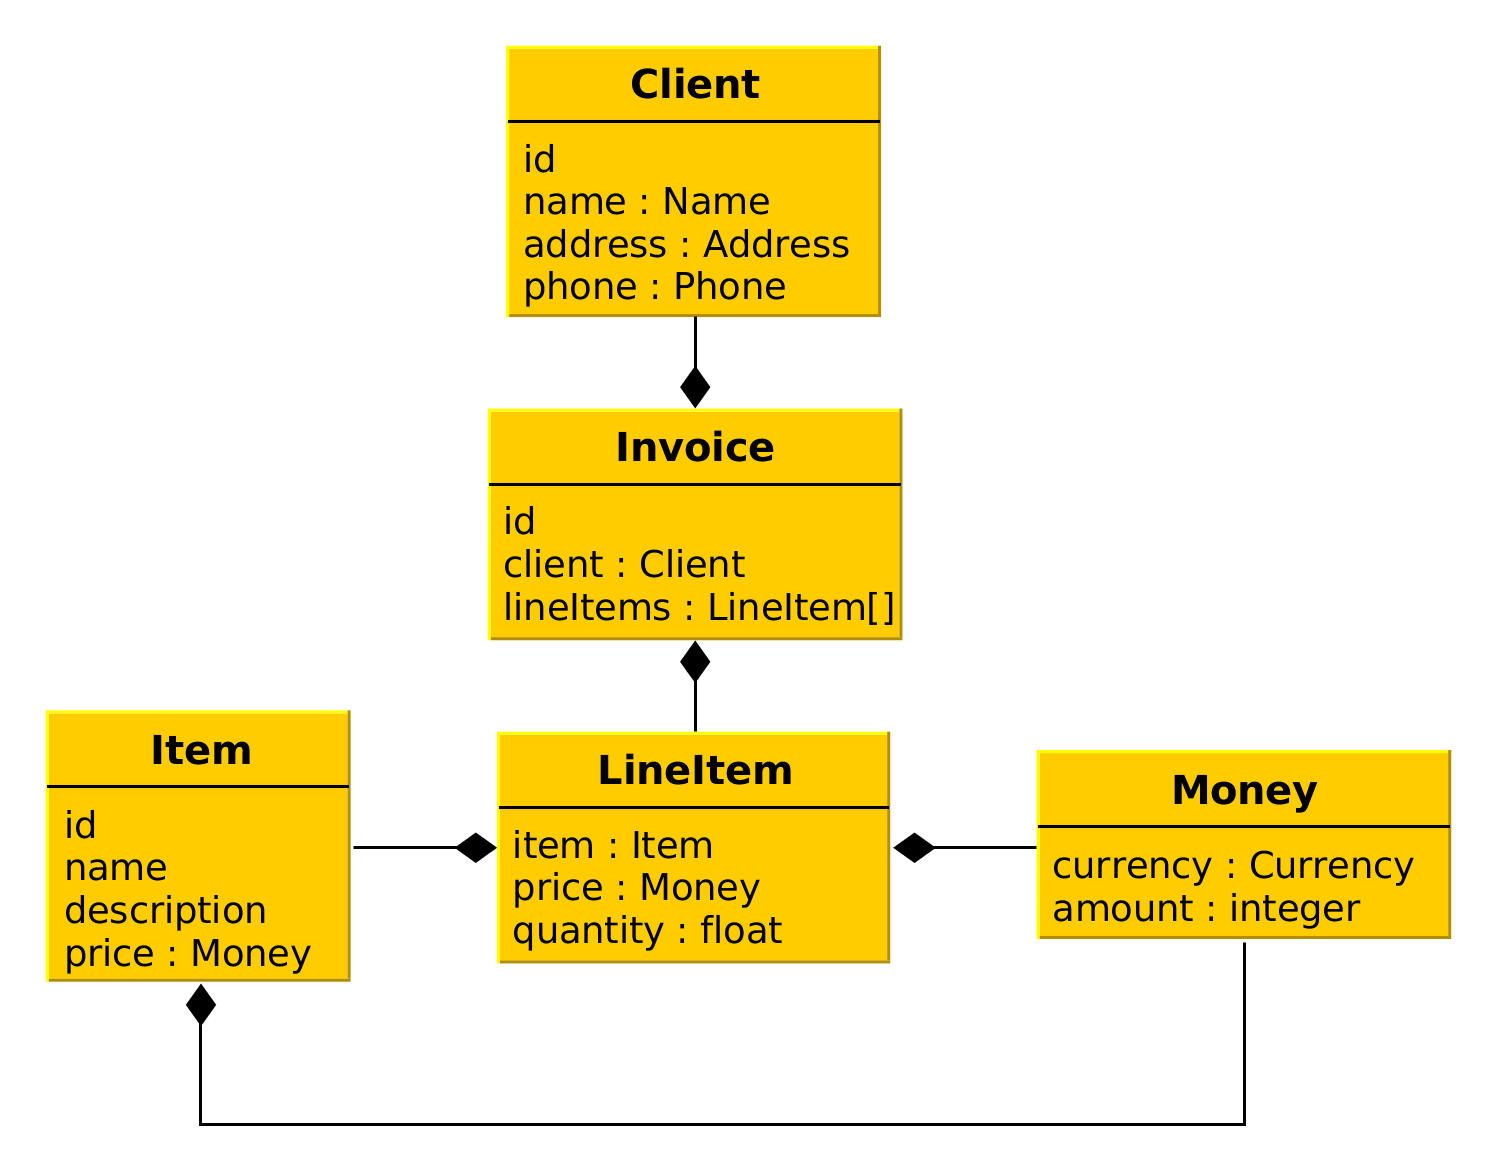 Client
id
name : Name
address : Address
phone : Phone
Invoice
id
client : Client
lineItems : LineItem[]
Item
id
name
description
price : Money
LineItem
item : Item
price : Money
quantity : float
Money
currency : Currency
amount : integer